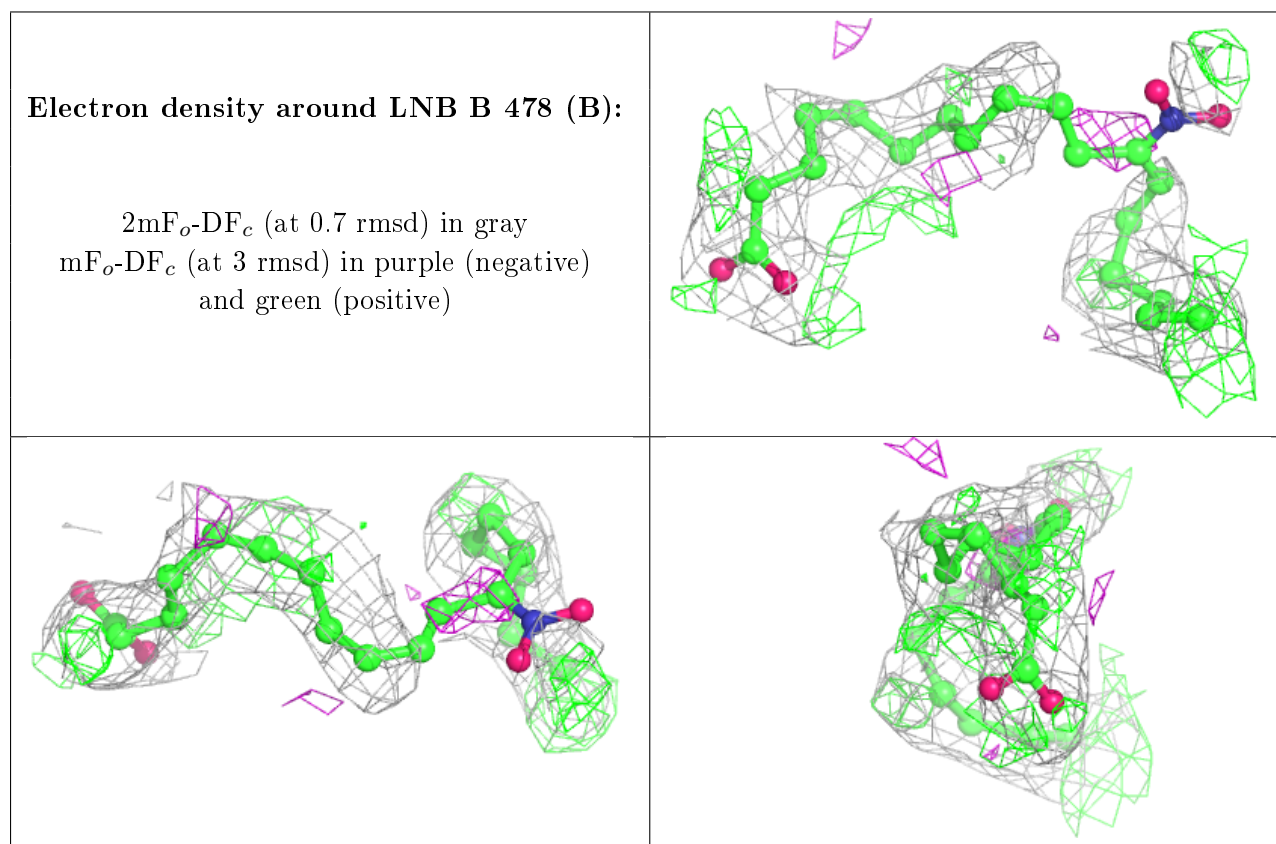 Electron density around LNB B 478 (B):
2mFo-DFc (at 0.7 rmsd) in gray
mFo-DFc (at 3 rmsd) in purple (negative)
and green (positive)